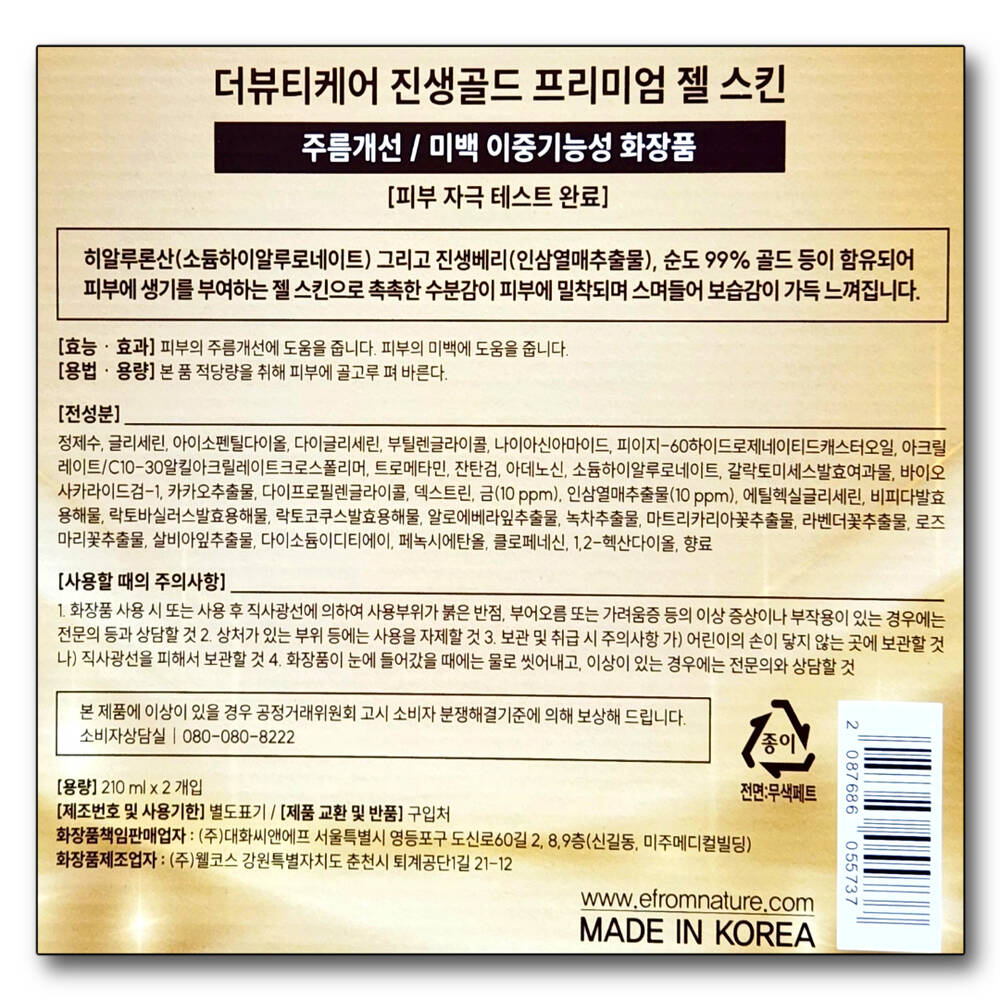 더뷰티케어 진생골드 프리미엄 젤 스킨
주름개선 / 미백 이중기능성 화장품
[피부 자극 테스트 완료]
히알루론산(소듐하이알루로네이트) 그리고 진생베리(인삼열매추출물), 순도 99% 골드 등이 함유되어
피부에 생기를 부여하는 젤 스킨으로 촉촉한 수분감이 피부에 밀착되며 스며들어 보습감이 가득 느껴집니다.
[효능 · 효과] 피부의 주름개선에 도움을 줍니다. 피부의 미백에 도움을 줍니다.
[용법 · 용량] 본 품 적당량을 취해 피부에 골고루 펴 바른다.
[전성분]
정제수, 글리세린, 아이소펜틸다이올, 다이글리세린, 부틸렌글라이콜, 나이아신아마이드, 피이지-60하이드로제네이티드캐스터오일, 아크릴
레이트/C10-30알킬아크릴레이트크로스폴리머, 트로메타민, 잔탄검, 아데노신, 소듐하이알루로네이트, 갈락토미세스발효여과물, 바이오
사카라이드검-1, 카카오추출물, 다이프로필렌글라이콜, 덱스트린, 금(10 ppm), 인삼열매추출물(10 ppm), 에틸헥실글리세린, 비피다발효
용해물, 락토바실러스발효용해물, 락토코쿠스발효용해물, 알로에베라잎추출물, 녹차추출물, 마트리카리아꽃추출물, 라벤더꽃추출물, 로즈
마리꽃추출물, 살비아잎추출물, 다이소듐이디티에이, 페녹시에탄올, 클로페네신, 1,2-헥산다이올, 향료
[사용할 때의 주의사항]
1. 화장품 사용 시 또는 사용 후 직사광선에 의하여 사용부위가 붉은 반점, 부어오름 또는 가려움증 등의 이상 증상이나 부작용이 있는 경우에는
전문의 등과 상담할 것 2. 상처가 있는 부위 등에는 사용을 자제할 것 3. 보관 및 취급 시 주의사항 가) 어린이의 손이 닿지 않는 곳에 보관할 것
나) 직사광선을 피해서 보관할 것 4. 화장품이 눈에 들어갔을 때에는 물로 씻어내고, 이상이 있는 경우에는 전문의와 상담할 것
본 제품에 이상이 있을 경우 공정거래위원회 고시 소비자 분쟁해결기준에 의해 보상해 드립니다.
소비자상담실 | 080-080-8222
종이
전면:무색페트
[용량] 210 ml x 2 개입
[제조번호 및 사용기한] 별도표기 / [제품 교환 및 반품] 구입처
화장품책임판매업자 : (주)대화씨앤에프 서울특별시 영등포구 도신로60길 2, 8,9층(신길동, 미주메디컬빌딩)
화장품제조업자 : (주)웰코스 강원특별자치도 춘천시 퇴계공단1길 21-12
2 087686 055737
www.efromnature.com
MADE IN KOREA